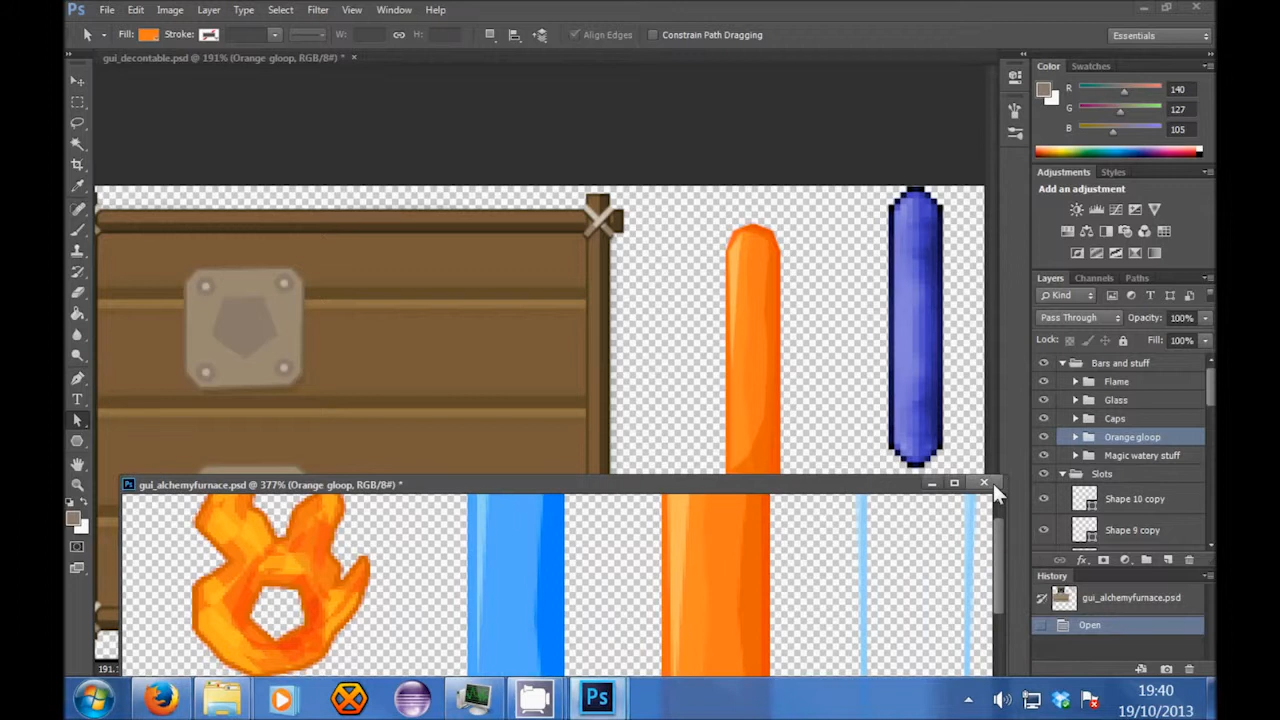 Ps File Edit Image Layer Type Select Filter View Window Help
Fill: Stroke: W: H: Align Edges Constrain Path Dragging Essentials
gui_decontable.psd @ 191% (Orange gloop, RGB/8#) *
Color Swatches
R 140
G 127
B 105
Adjustments Styles
Add an adjustment
Layers Channels Paths
Kind
Pass Through Opacity: 100%
Lock: Fill: 100%
Bars and stuff
Flame
Glass
Caps
Orange gloop
Magic watery stuff
Slots
Shape 10 copy
Shape 9 copy
fx
History
gui_alchemyfurnace.psd
Open
Ps gui_alchemyfurnace.psd @ 377% (Orange gloop, RGB/8#) *
191.
Ps
19:40
19/10/2013